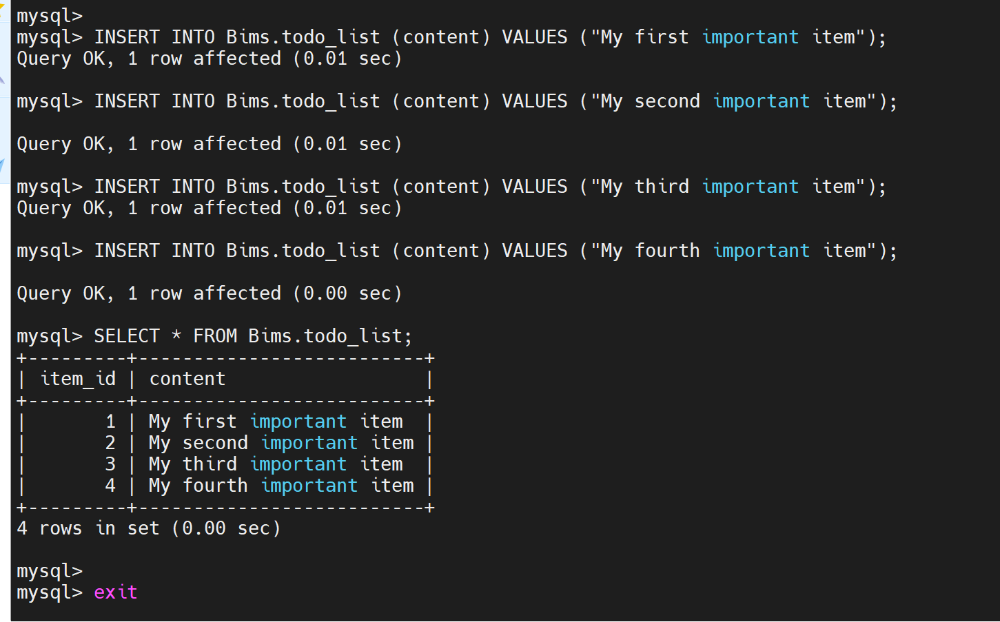 mysql>
mysql> INSERT INTO Bims.todo_list (content) VALUES ("My first important item");
Query OK, 1 row affected (0.01 sec)
mysql> INSERT INTO Bims.todo_list (content) VALUES ("My second important item");
Query OK, 1 row affected (0.01 sec)
mysql> INSERT INTO Bims.todo_list (content) VALUES ("My third important item");
Query OK, 1 row affected (0.01 sec)
mysql> INSERT INTO Bims.todo_list (content) VALUES ("My fourth important item");
Query OK, 1 row affected (0.00 sec)
mysql> SELECT * FROM Bims.todo_list;
+---------+--------------------------+
| item_id | content                  |
+---------+--------------------------+
|       1 | My first important item  |
|       2 | My second important item |
|       3 | My third important item  |
|       4 | My fourth important item |
+---------+--------------------------+
4 rows in set (0.00 sec)
mysql>
mysql> exit